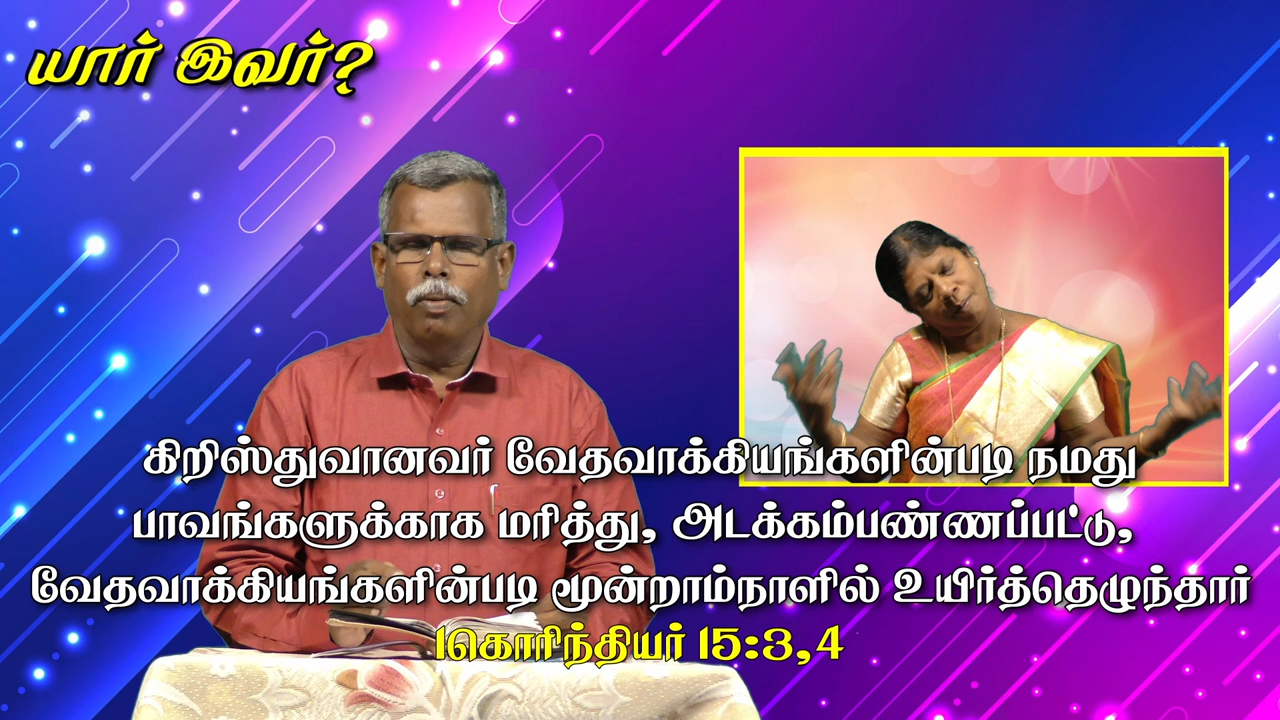 யார் இவர்?
கிறிஸ்துவானவர் வேதவாக்கியங்களின்படி நமது
பாவங்களுக்காக மரித்து, அடக்கம்பண்ணப்பட்டு,
வேதவாக்கியங்களின்படி மூன்றாம்நாளில் உயிர்த்தெழுந்தார்
1கொரிந்தியர் 15:3,4